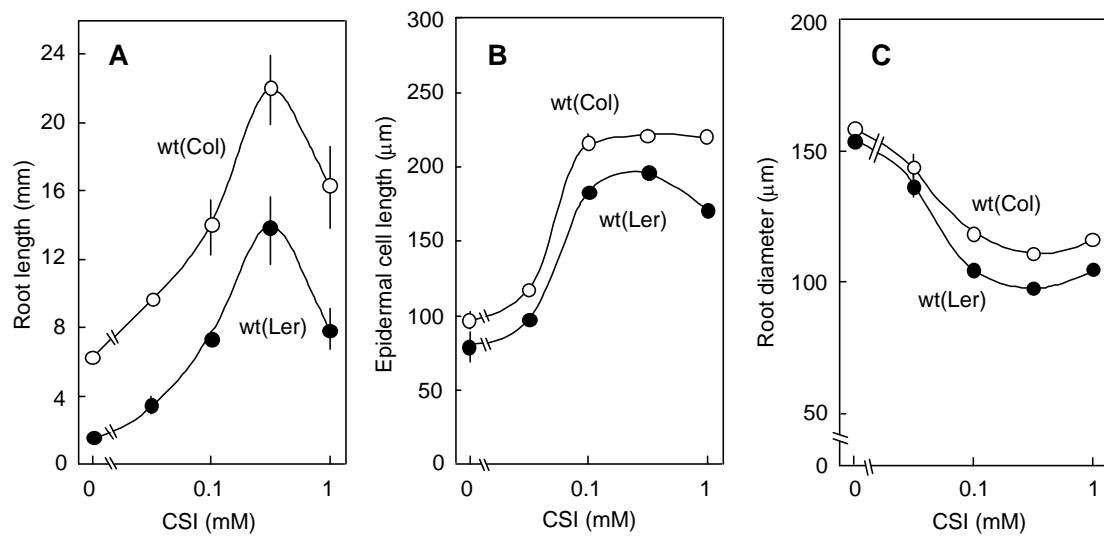 A
Root length (mm)
24
20
16
12
8
4
0
wt(Col)
wt(Ler)
0
0.1
1
CSI (mM)
B
Epidermal cell length (μm)
300
250
200
150
100
50
0
wt(Col)
wt(Ler)
0
0.1
1
CSI (mM)
C
Root diameter (μm)
200
150
100
50
0
wt(Col)
wt(Ler)
0
0.1
1
CSI (mM)